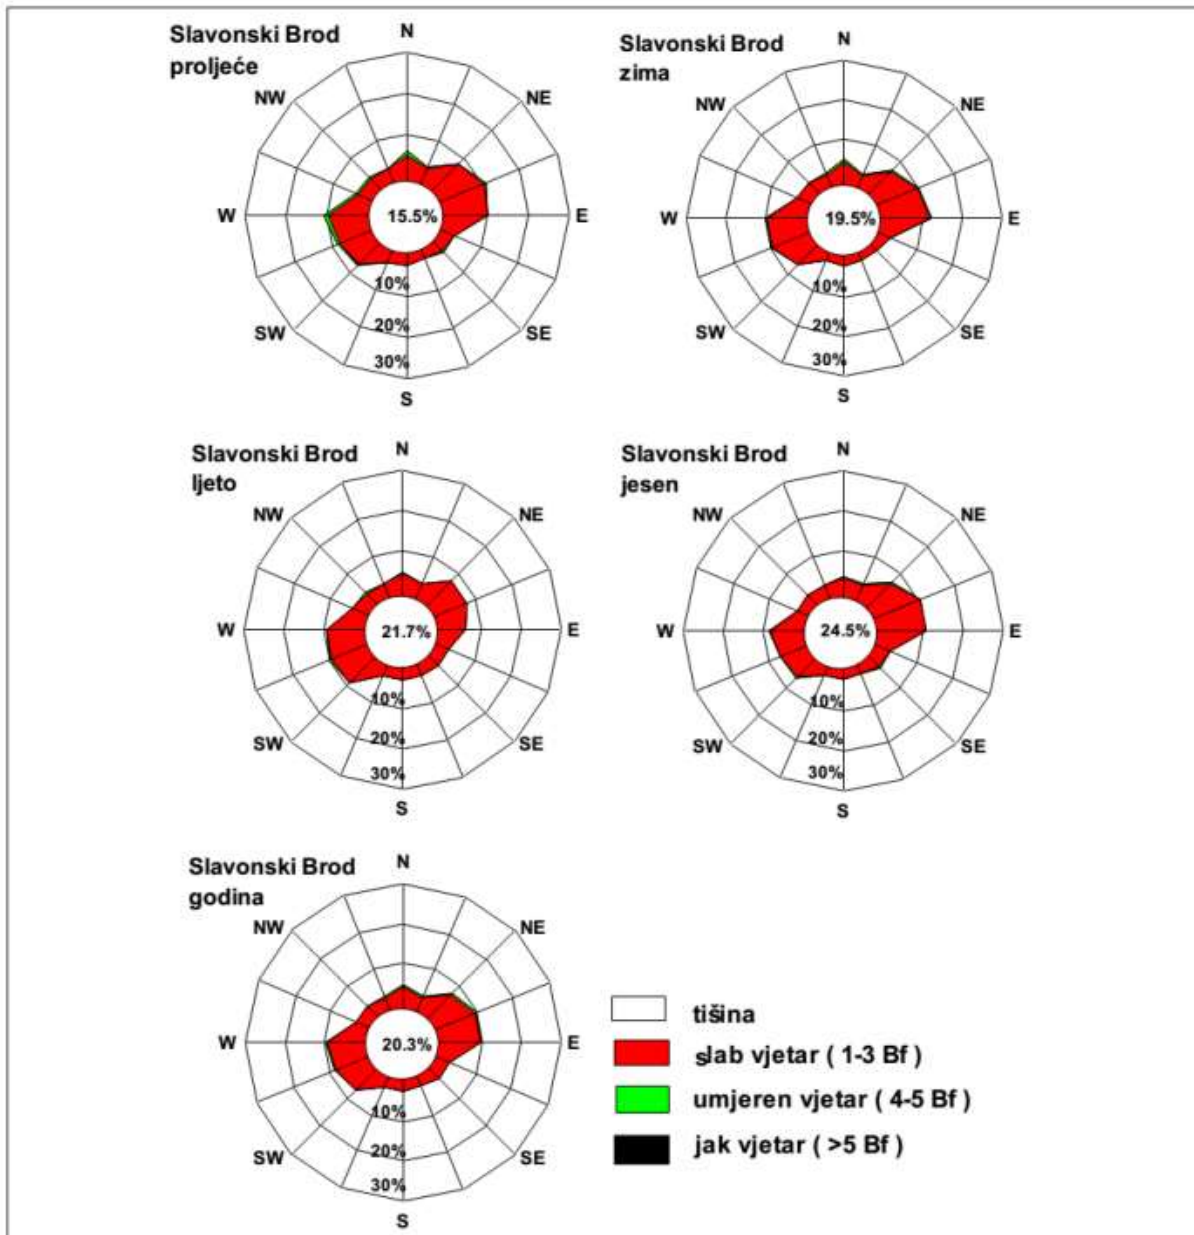 Slavonski Brod
proljeće
N
NW
NE
W
15.5%
E
10%
SW
20%
SE
30%
S
Slavonski Brod
zima
N
NW
NE
W
19.5%
E
10%
SW
20%
SE
30%
S
Slavonski Brod
ljeto
N
NW
NE
W
21.7%
E
10%
SW
20%
SE
30%
S
Slavonski Brod
jesen
N
NW
NE
W
24.5%
E
10%
SW
20%
SE
30%
S
Slavonski Brod
godina
N
NW
NE
W
20.3%
E
10%
SW
20%
SE
30%
S
tišina
slab vjetar ( 1-3 Bf )
umjeren vjetar ( 4-5 Bf )
jak vjetar ( >5 Bf )